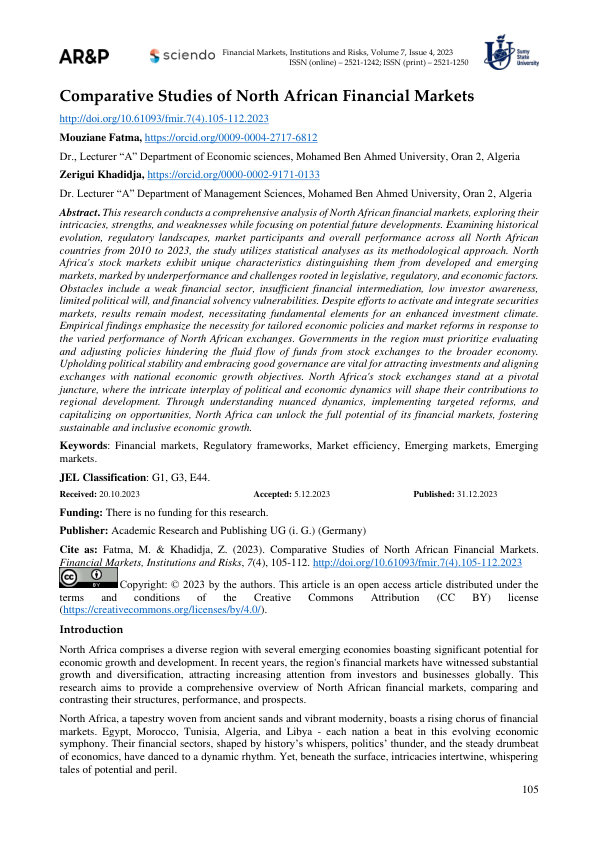 AR&P
sciendo
Financial Markets, Institutions and Risks, Volume 7, Issue 4, 2023
ISSN (online) – 2521-1242; ISSN (print) – 2521-1250
Sumy
State
University
Comparative Studies of North African Financial Markets
http://doi.org/10.61093/fmir.7(4).105-112.2023
Mouziane Fatma, https://orcid.org/0009-0004-2717-6812
Dr., Lecturer “A” Department of Economic sciences, Mohamed Ben Ahmed University, Oran 2, Algeria
Zerigui Khadidja, https://orcid.org/0000-0002-9171-0133
Dr. Lecturer “A” Department of Management Sciences, Mohamed Ben Ahmed University, Oran 2, Algeria
Abstract. This research conducts a comprehensive analysis of North African financial markets, exploring their
intricacies, strengths, and weaknesses while focusing on potential future developments. Examining historical
evolution, regulatory landscapes, market participants and overall performance across all North African
countries from 2010 to 2023, the study utilizes statistical analyses as its methodological approach. North
Africa's stock markets exhibit unique characteristics distinguishing them from developed and emerging
markets, marked by underperformance and challenges rooted in legislative, regulatory, and economic factors.
Obstacles include a weak financial sector, insufficient financial intermediation, low investor awareness,
limited political will, and financial solvency vulnerabilities. Despite efforts to activate and integrate securities
markets, results remain modest, necessitating fundamental elements for an enhanced investment climate.
Empirical findings emphasize the necessity for tailored economic policies and market reforms in response to
the varied performance of North African exchanges. Governments in the region must prioritize evaluating
and adjusting policies hindering the fluid flow of funds from stock exchanges to the broader economy.
Upholding political stability and embracing good governance are vital for attracting investments and aligning
exchanges with national economic growth objectives. North Africa's stock exchanges stand at a pivotal
juncture, where the intricate interplay of political and economic dynamics will shape their contributions to
regional development. Through understanding nuanced dynamics, implementing targeted reforms, and
capitalizing on opportunities, North Africa can unlock the full potential of its financial markets, fostering
sustainable and inclusive economic growth.
Keywords: Financial markets, Regulatory frameworks, Market efficiency, Emerging markets, Emerging
markets.
JEL Classification: G1, G3, E44.
Received: 20.10.2023 Accepted: 5.12.2023 Published: 31.12.2023
Funding: There is no funding for this research.
Publisher: Academic Research and Publishing UG (i. G.) (Germany)
Cite as: Fatma, M. & Khadidja, Z. (2023). Comparative Studies of North African Financial Markets.
Financial Markets, Institutions and Risks, 7(4), 105-112. http://doi.org/10.61093/fmir.7(4).105-112.2023
cc BY Copyright: © 2023 by the authors. This article is an open access article distributed under the
terms and conditions of the Creative Commons Attribution (CC BY) license
(https://creativecommons.org/licenses/by/4.0/).
Introduction
North Africa comprises a diverse region with several emerging economies boasting significant potential for
economic growth and development. In recent years, the region's financial markets have witnessed substantial
growth and diversification, attracting increasing attention from investors and businesses globally. This
research aims to provide a comprehensive overview of North African financial markets, comparing and
contrasting their structures, performance, and prospects.
North Africa, a tapestry woven from ancient sands and vibrant modernity, boasts a rising chorus of financial
markets. Egypt, Morocco, Tunisia, Algeria, and Libya - each nation a beat in this evolving economic
symphony. Their financial sectors, shaped by history’s whispers, politics’ thunder, and the steady drumbeat
of economics, have danced to a dynamic rhythm. Yet, beneath the surface, intricacies intertwine, whispering
tales of potential and peril.
105